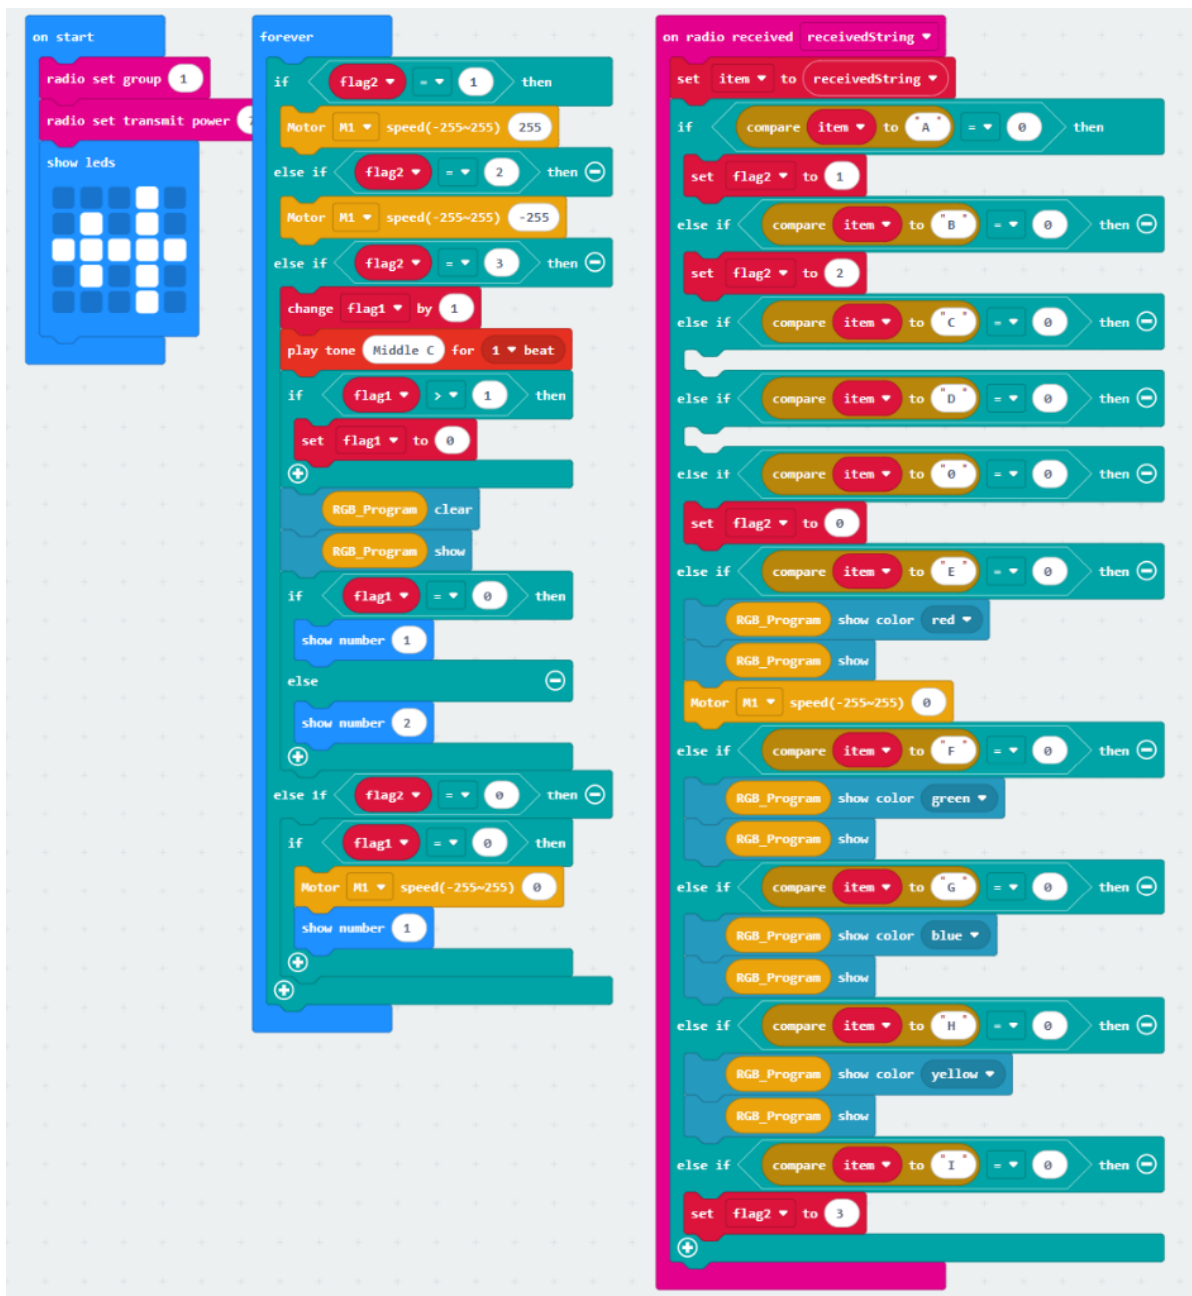 on start
radio set group 1
radio set transmit power
show leds
forever
if flag2 = 1 then
Motor M1 speed(-255~255) 255
else if flag2 = 2 then
Motor M1 speed(-255~255) -255
else if flag2 = 3 then
change flag1 by 1
play tone Middle C for 1 beat
if flag1 > 1 then
set flag1 to 0
RGB_Program clear
RGB_Program show
if flag1 = 0 then
show number 1
else
show number 2
else if flag2 = 0 then
if flag1 = 0 then
Motor M1 speed(-255~255) 0
show number 1
on radio received receivedString
set item to receivedString
if compare item to "A" = 0 then
set flag2 to 1
else if compare item to "B" = 0 then
set flag2 to 2
else if compare item to "C" = 0 then
else if compare item to "D" = 0 then
else if compare item to "0" = 0 then
set flag2 to 0
else if compare item to "E" = 0 then
RGB_Program show color red
RGB_Program show
Motor M1 speed(-255~255) 0
else if compare item to "F" = 0 then
RGB_Program show color green
RGB_Program show
else if compare item to "G" = 0 then
RGB_Program show color blue
RGB_Program show
else if compare item to "H" = 0 then
RGB_Program show color yellow
RGB_Program show
else if compare item to "I" = 0 then
set flag2 to 3